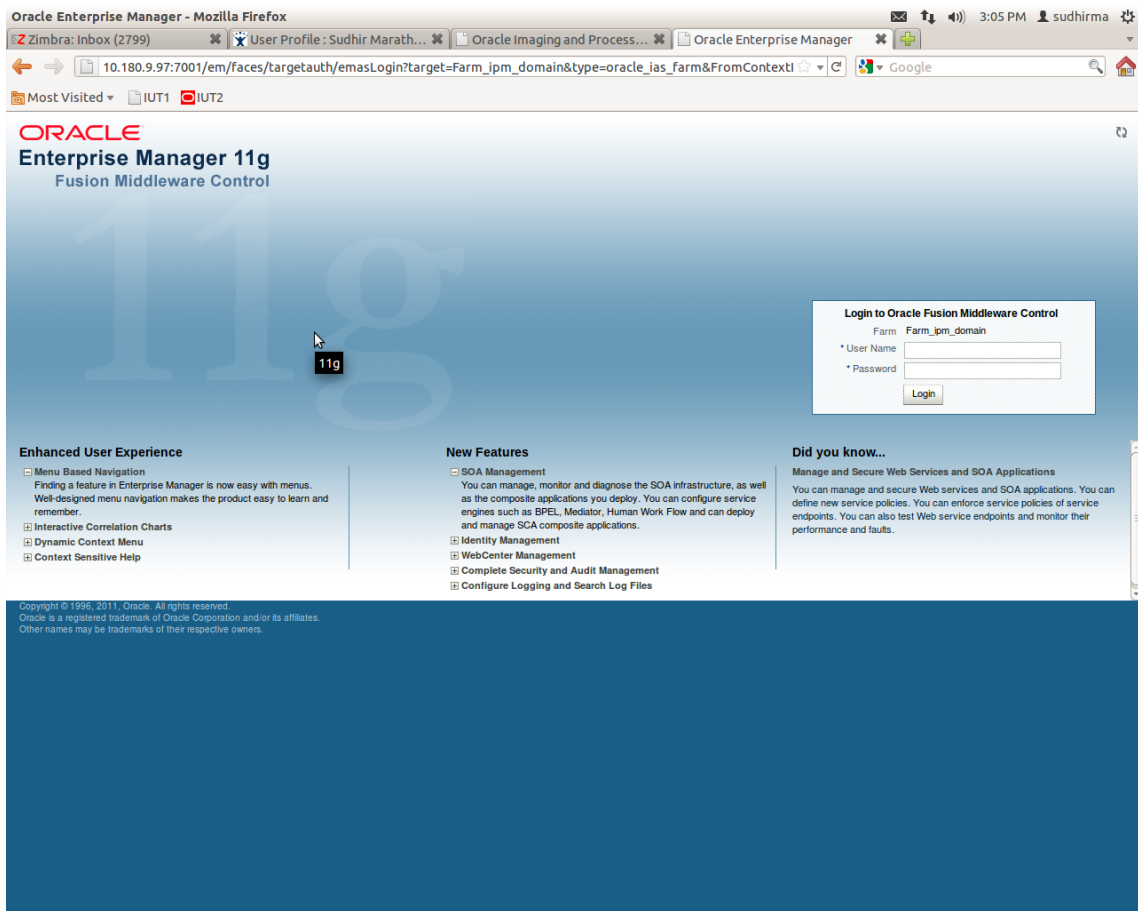 Oracle Enterprise Manager - Mozilla Firefox
3:05 PM sudhirma
Zimbra: Inbox (2799)
User Profile : Sudhir Marath...
Oracle Imaging and Process...
Oracle Enterprise Manager
10.180.9.97:7001/em/faces/targetauth/emasLogin?target=Farm_ipm_domain&type=oracle_ias_farm&FromContextI
Google
Most Visited
IUT1
IUT2
ORACLE
Enterprise Manager 11g
Fusion Middleware Control
11g
11g
Login to Oracle Fusion Middleware Control
Farm Farm_ipm_domain
* User Name
* Password
Login
Enhanced User Experience
Menu Based Navigation
Finding a feature in Enterprise Manager is now easy with menus.
Well-designed menu navigation makes the product easy to learn and
remember.
Interactive Correlation Charts
Dynamic Context Menu
Context Sensitive Help
New Features
SOA Management
You can manage, monitor and diagnose the SOA infrastructure, as well
as the composite applications you deploy. You can configure service
engines such as BPEL, Mediator, Human Work Flow and can deploy
and manage SCA composite applications.
Identity Management
WebCenter Management
Complete Security and Audit Management
Configure Logging and Search Log Files
Did you know...
Manage and Secure Web Services and SOA Applications
You can manage and secure Web services and SOA applications. You can
define new service policies. You can enforce service policies of service
endpoints. You can also test Web service endpoints and monitor their
performance and faults.
Copyright © 1996, 2011, Oracle. All rights reserved.
Oracle is a registered trademark of Oracle Corporation and/or its affiliates.
Other names may be trademarks of their respective owners.